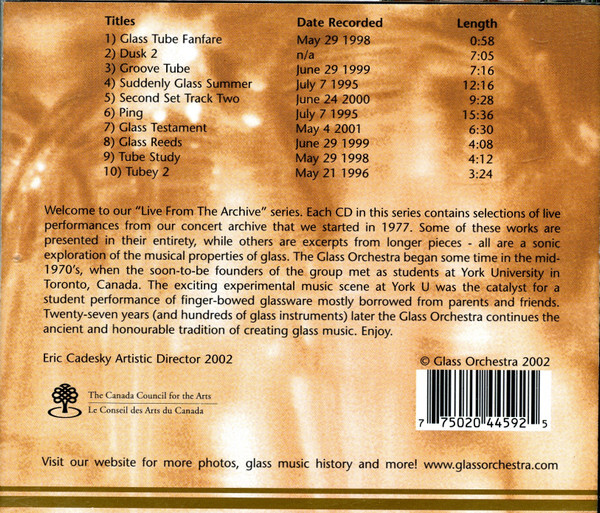 Titles Date Recorded Length
1) Glass Tube Fanfare May 29 1998 0:58
2) Dusk 2 n/a 7:05
3) Groove Tube June 29 1999 7:16
4) Suddenly Glass Summer July 7 1995 12:16
5) Second Set Track Two June 24 2000 9:28
6) Ping July 7 1995 15:36
7) Glass Testament May 4 2001 6:30
8) Glass Reeds June 29 1999 4:08
9) Tube Study May 29 1998 4:12
10) Tubey 2 May 21 1996 3:24
Welcome to our "Live From The Archive" series. Each CD in this series contains selections of live
performances from our concert archive that we started in 1977. Some of these works are
presented in their entirety, while others are excerpts from longer pieces - all are a sonic
exploration of the musical properties of glass. The Glass Orchestra began some time in the mid-
1970's, when the soon-to-be founders of the group met as students at York University in
Toronto, Canada. The exciting experimental music scene at York U was the catalyst for a
student performance of finger-bowed glassware mostly borrowed from parents and friends.
Twenty-seven years (and hundreds of glass instruments) later the Glass Orchestra continues the
ancient and honourable tradition of creating glass music. Enjoy.
Eric Cadesky Artistic Director 2002 © Glass Orchestra 2002
The Canada Council for the Arts
Le Conseil des Arts du Canada
7 75020 44592 5
Visit our website for more photos, glass music history and more! www.glassorchestra.com